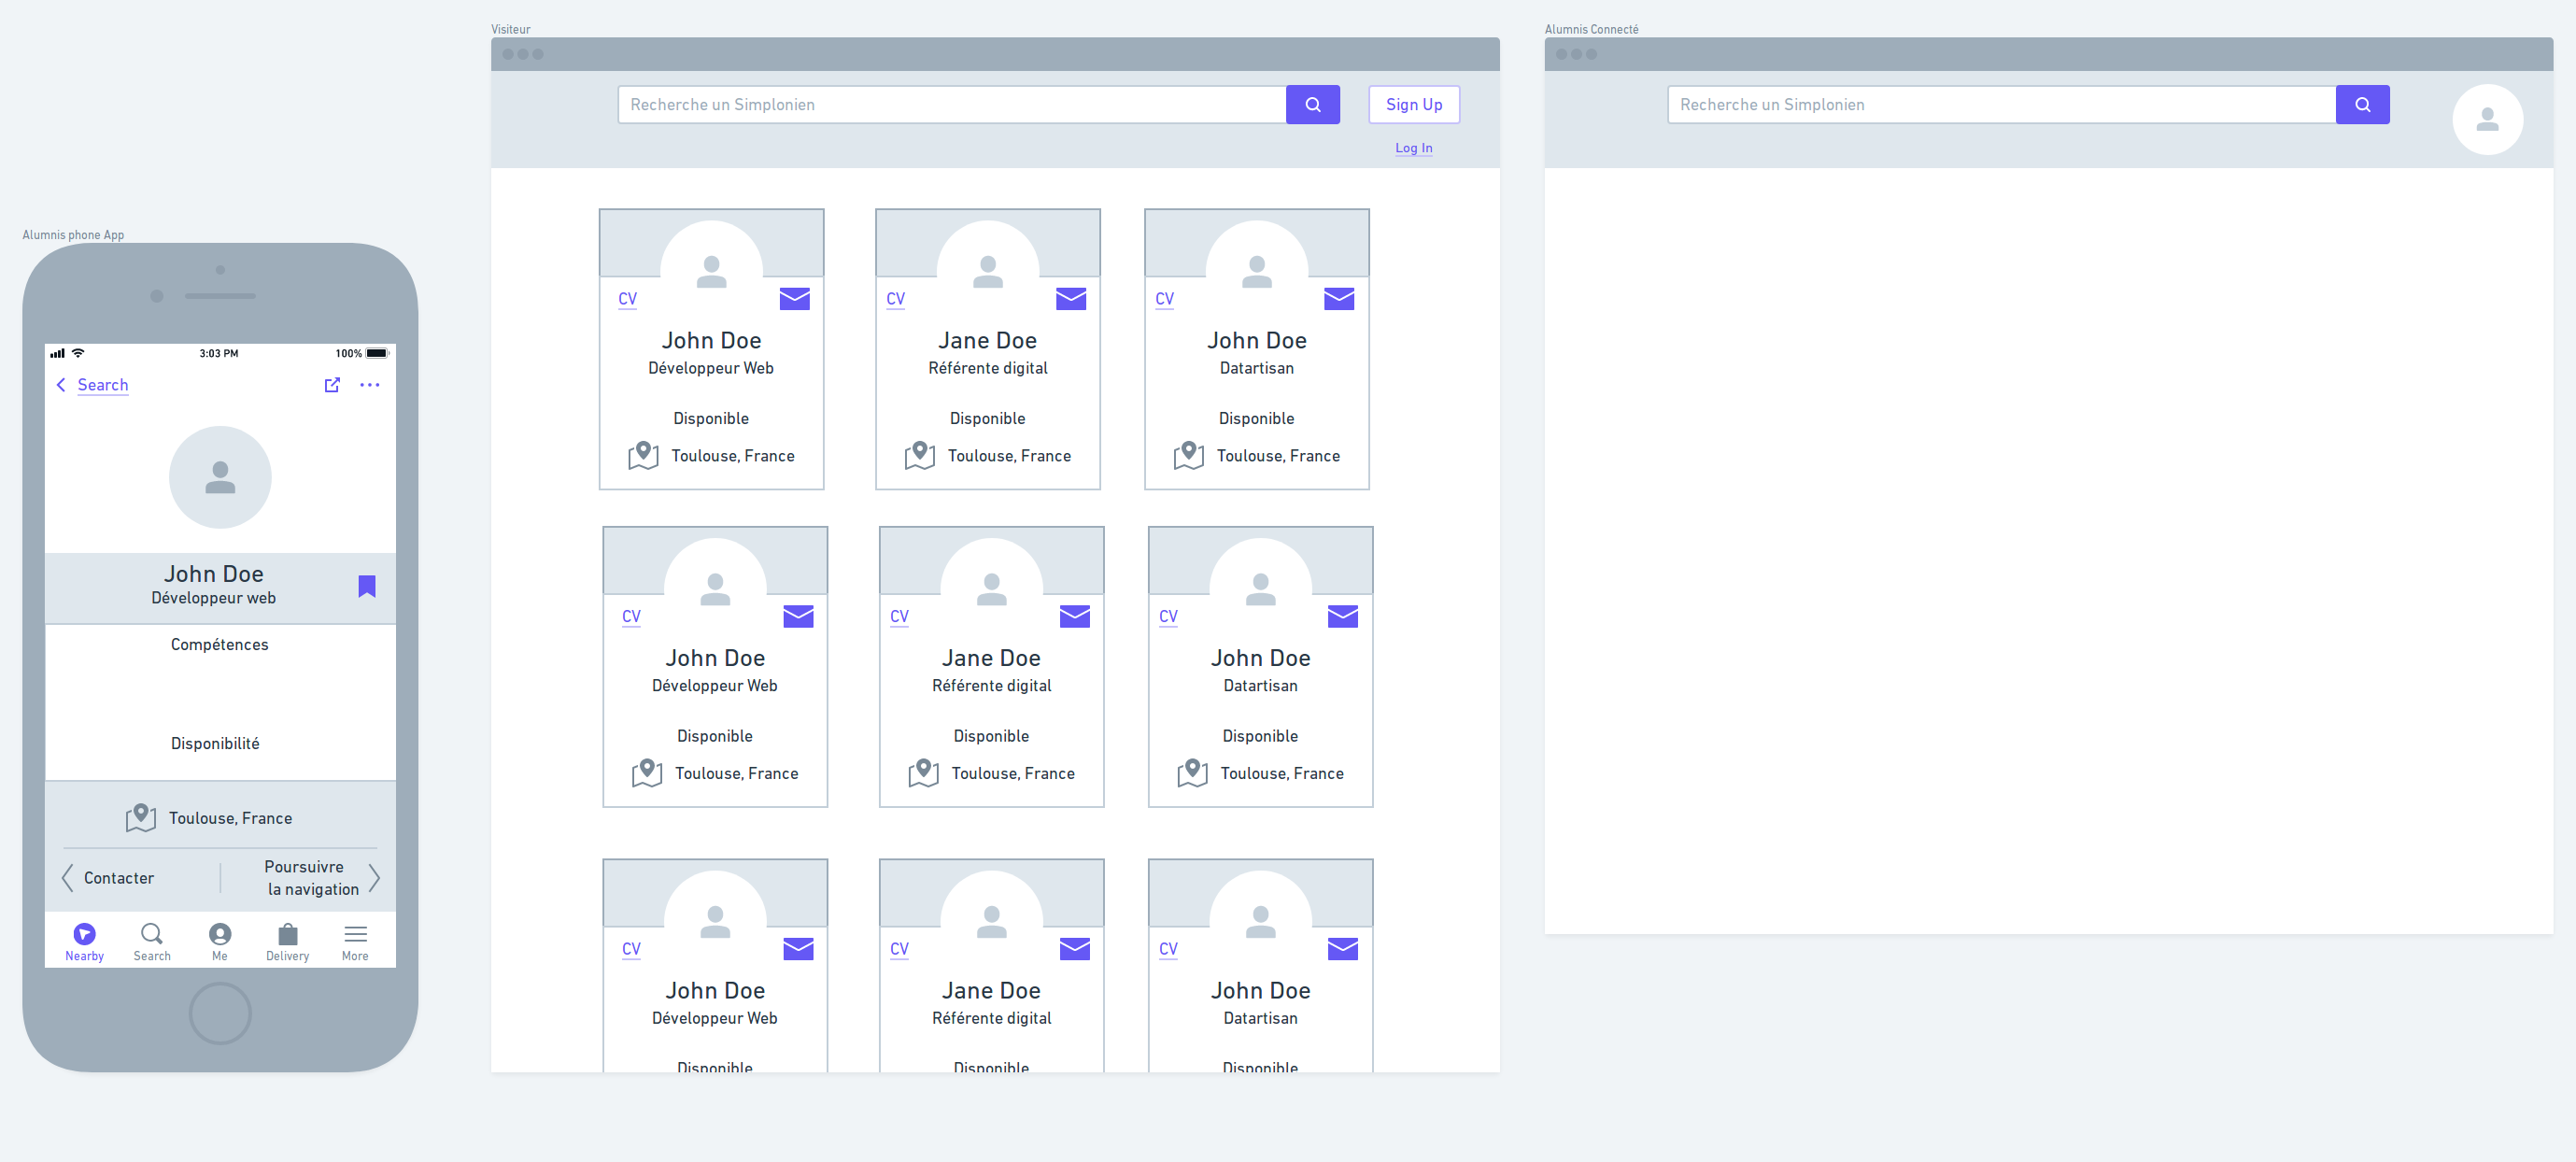 Alumnis phone App
3:03 PM
100%
Search
John Doe
Développeur web
Compétences
Disponibilité
Toulouse, France
Contacter
Poursuivre
la navigation
Nearby Search Me Delivery More
Visiteur
Recherche un Simplonien
Sign Up
Log In
CV
John Doe
Développeur Web
Disponible
Toulouse, France
CV
Jane Doe
Référente digital
Disponible
Toulouse, France
CV
John Doe
Datartisan
Disponible
Toulouse, France
CV
John Doe
Développeur Web
Disponible
Toulouse, France
CV
Jane Doe
Référente digital
Disponible
Toulouse, France
CV
John Doe
Datartisan
Disponible
Toulouse, France
CV
John Doe
Développeur Web
Disponible
CV
Jane Doe
Référente digital
Disponible
CV
John Doe
Datartisan
Disponible
Alumnis Connecté
Recherche un Simplonien